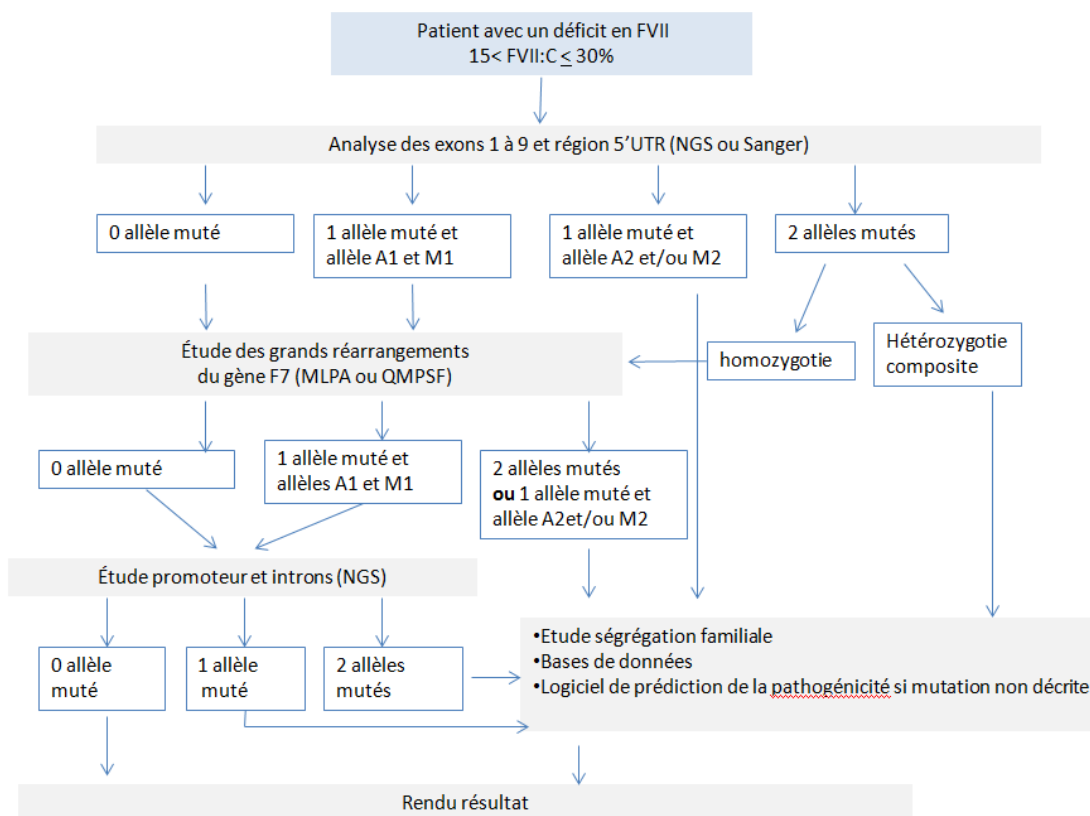 Patient avec un déficit en FVII
15< FVII:C ≤ 30%
Analyse des exons 1 à 9 et région 5’UTR (NGS ou Sanger)
0 allèle muté
1 allèle muté et
allèle A1 et M1
1 allèle muté et
allèle A2 et/ou M2
2 allèles mutés
Étude des grands réarrangements
du gène F7 (MLPA ou QMPSF)
homozygotie
Hétérozygotie
composite
0 allèle muté
1 allèle muté et
allèles A1 et M1
2 allèles mutés
ou 1 allèle muté et
allèle A2et/ou M2
Étude promoteur et introns (NGS)
0 allèle
muté
1 allèle
muté
2 allèles
mutés
•Etude ségrégation familiale
•Bases de données
•Logiciel de prédiction de la pathogénicité si mutation non décrite
Rendu résultat